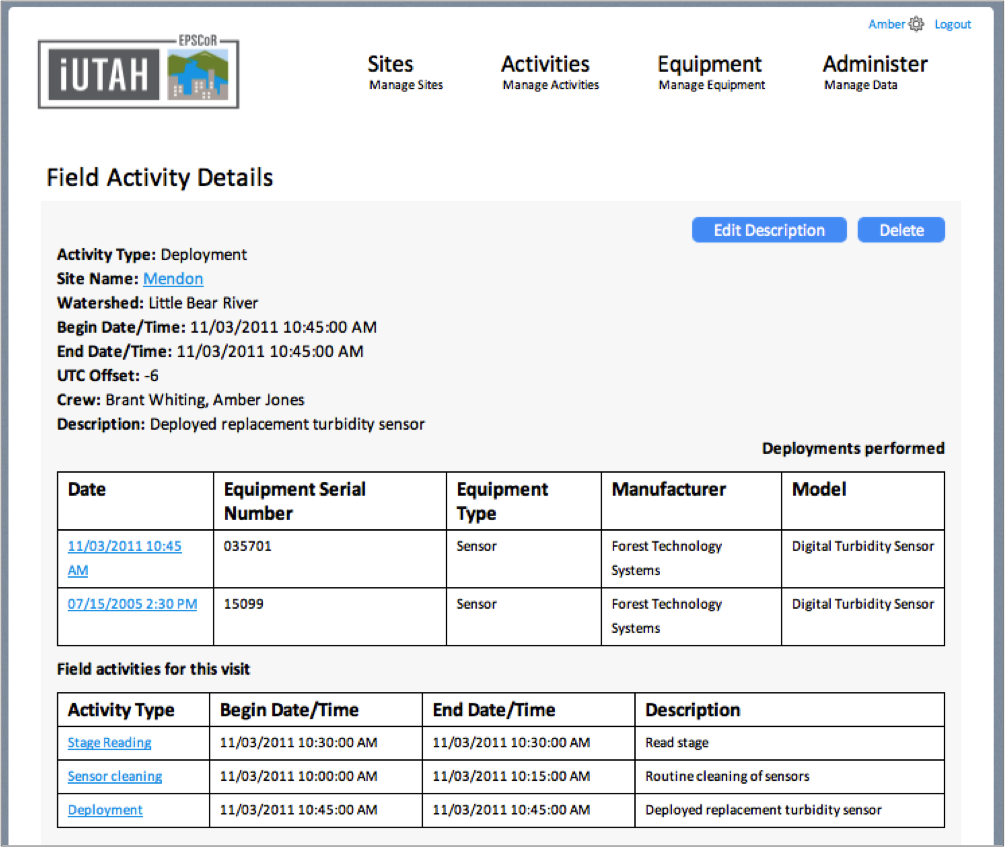 Amber Logout
EPSCoR
iUTAH
Sites Activities Equipment Administer
Manage Sites Manage Activities Manage Equipment Manage Data
Field Activity Details
Edit Description Delete
Activity Type: Deployment
Site Name: Mendon
Watershed: Little Bear River
Begin Date/Time: 11/03/2011 10:45:00 AM
End Date/Time: 11/03/2011 10:45:00 AM
UTC Offset: -6
Crew: Brant Whiting, Amber Jones
Description: Deployed replacement turbidity sensor
Deployments performed
Date Equipment Serial Equipment Manufacturer Model
Number Type
11/03/2011 10:45 035701 Sensor Forest Technology Digital Turbidity Sensor
AM Systems
07/15/2005 2:30 PM 15099 Sensor Forest Technology Digital Turbidity Sensor
Systems
Field activities for this visit
Activity Type Begin Date/Time End Date/Time Description
Stage Reading 11/03/2011 10:30:00 AM 11/03/2011 10:30:00 AM Read stage
Sensor cleaning 11/03/2011 10:00:00 AM 11/03/2011 10:15:00 AM Routine cleaning of sensors
Deployment 11/03/2011 10:45:00 AM 11/03/2011 10:45:00 AM Deployed replacement turbidity sensor